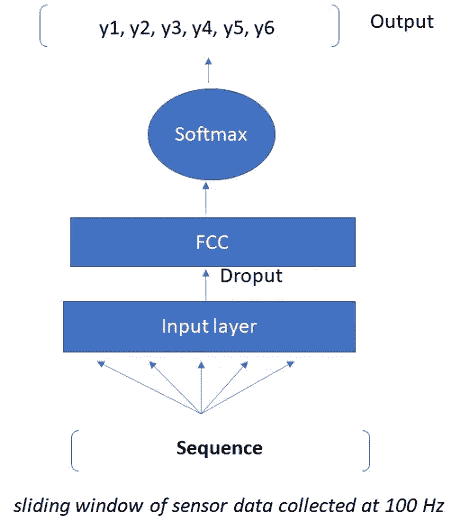 y1, y2, y3, y4, y5, y6
Output
Softmax
FCC
Droput
Input layer
Sequence
sliding window of sensor data collected at 100 Hz